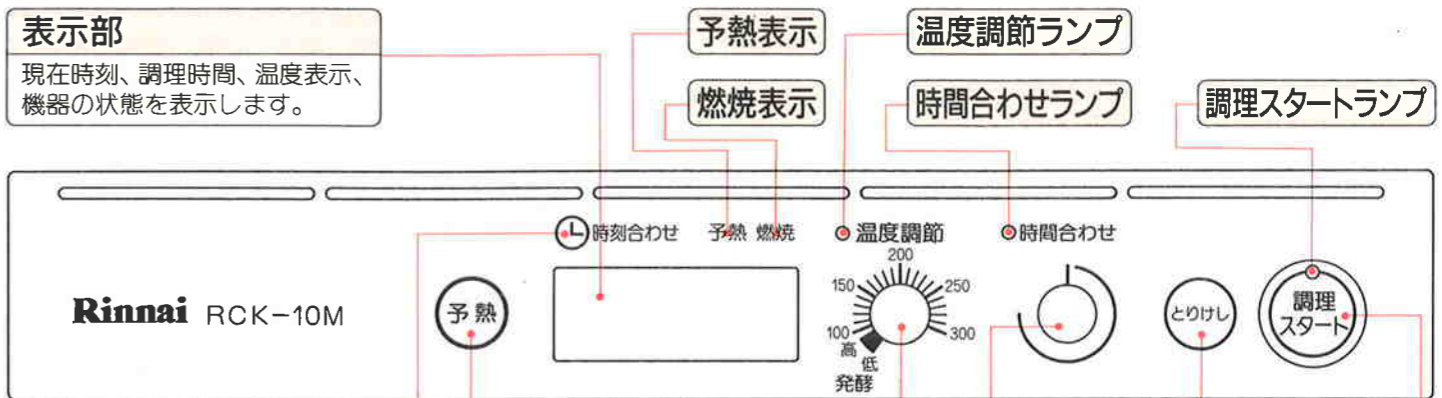 表示部
現在時刻、調理時間、温度表示、
機器の状態を表示します。
予熱表示
燃焼表示
温度調節ランプ
時間合わせランプ
調理スタートランプ
時刻合わせ
予熱 燃焼
温度調節
時間合わせ
Rinnai RCK-10M
予熱
100
150
200
250
300
高
低
発酵
とりけし
調理
スタート